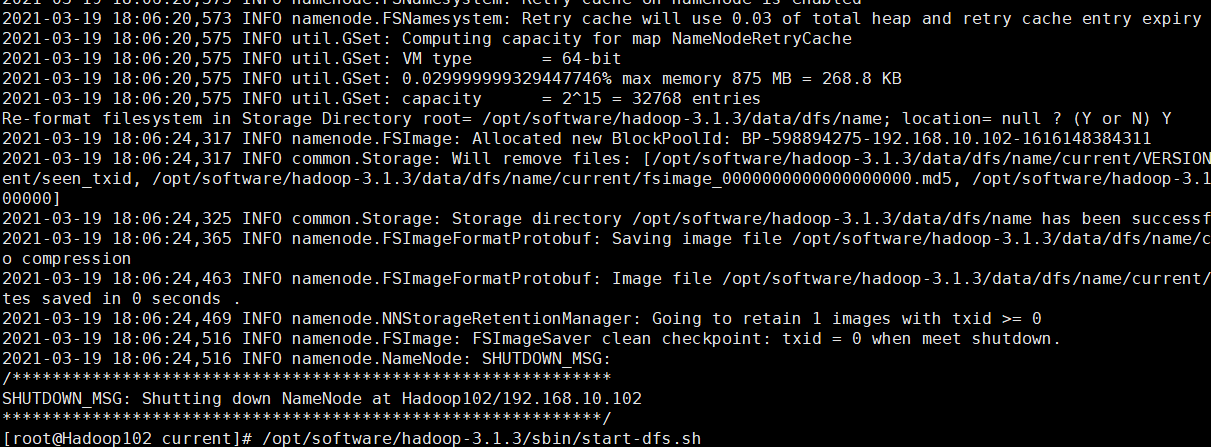 2021-03-19 18:06:20,573 INFO namenode.FSNamesystem: Retry cache on namenode is enabled
2021-03-19 18:06:20,573 INFO namenode.FSNamesystem: Retry cache will use 0.03 of total heap and retry cache entry expiry
2021-03-19 18:06:20,575 INFO util.GSet: Computing capacity for map NameNodeRetryCache
2021-03-19 18:06:20,575 INFO util.GSet: VM type       = 64-bit
2021-03-19 18:06:20,575 INFO util.GSet: 0.029999999329447746% max memory 875 MB = 268.8 KB
2021-03-19 18:06:20,575 INFO util.GSet: capacity      = 2^15 = 32768 entries
Re-format filesystem in Storage Directory root= /opt/software/hadoop-3.1.3/data/dfs/name; location= null ? (Y or N) Y
2021-03-19 18:06:24,317 INFO namenode.FSImage: Allocated new BlockPoolId: BP-598894275-192.168.10.102-1616148384311
2021-03-19 18:06:24,317 INFO common.Storage: Will remove files: [/opt/software/hadoop-3.1.3/data/dfs/name/current/VERSION
ent/seen_txid, /opt/software/hadoop-3.1.3/data/dfs/name/current/fsimage_0000000000000000000.md5, /opt/software/hadoop-3.1
00000]
2021-03-19 18:06:24,325 INFO common.Storage: Storage directory /opt/software/hadoop-3.1.3/data/dfs/name has been successf
2021-03-19 18:06:24,365 INFO namenode.FSImageFormatProtobuf: Saving image file /opt/software/hadoop-3.1.3/data/dfs/name/c
o compression
2021-03-19 18:06:24,463 INFO namenode.FSImageFormatProtobuf: Image file /opt/software/hadoop-3.1.3/data/dfs/name/current/
tes saved in 0 seconds .
2021-03-19 18:06:24,469 INFO namenode.NNStorageRetentionManager: Going to retain 1 images with txid >= 0
2021-03-19 18:06:24,516 INFO namenode.FSImage: FSImageSaver clean checkpoint: txid = 0 when meet shutdown.
2021-03-19 18:06:24,516 INFO namenode.NameNode: SHUTDOWN_MSG:
/************************************************************
SHUTDOWN_MSG: Shutting down NameNode at Hadoop102/192.168.10.102
************************************************************/
[root@Hadoop102 current]# /opt/software/hadoop-3.1.3/sbin/start-dfs.sh